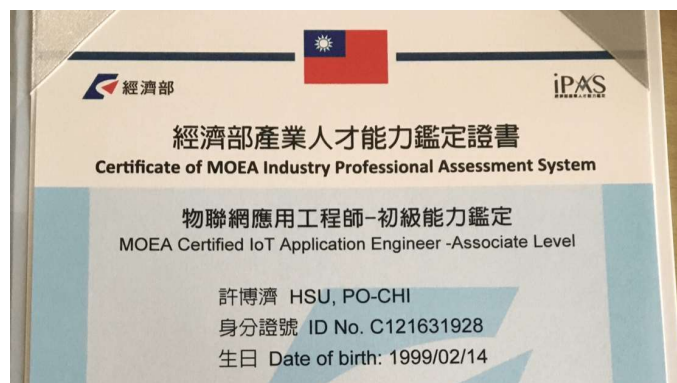 經濟部
iPAS
經濟部產業人才能力鑑定證書
Certificate of MOEA Industry Professional Assessment System
物聯網應用工程師-初級能力鑑定
MOEA Certified IoT Application Engineer -Associate Level
許博濟 HSU, PO-CHI
身分證號 ID No. C121631928
生日 Date of birth: 1999/02/14